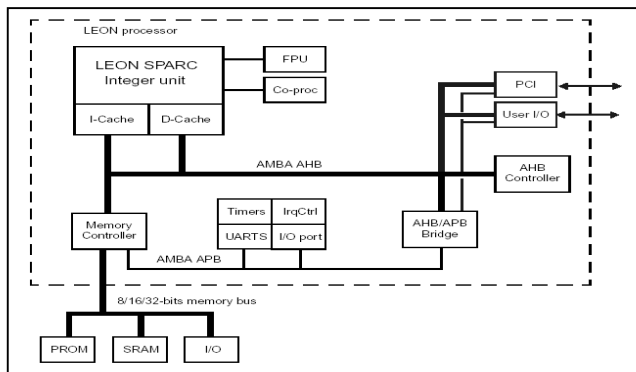 LEON processor
LEON SPARC
Integer unit
FPU
Co-proc
I-Cache
D-Cache
PCI
User I/O
AMBA AHB
AHB
Controller
Timers
IrqCtrl
UARTS
I/O port
Memory
Controller
AHB/APB
Bridge
AMBA APB
8/16/32-bits memory bus
PROM
SRAM
I/O